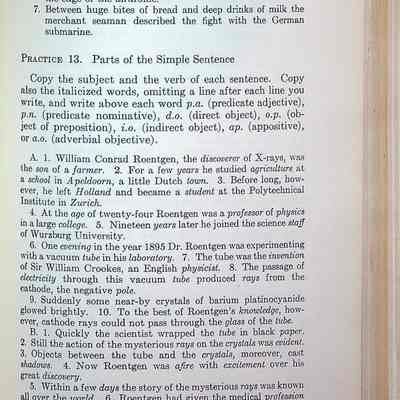 the edge of the airdrome.
7. Between huge bites of bread and deep drinks of milk the
merchant seaman described the fight with the German
submarine.
PRACTICE 13. Parts of the Simple Sentence
Copy the subject and the verb of each sentence. Copy
also the italicized words, omitting a line after each line you
write, and write above each word p.a. (predicate adjective),
p.n. (predicate nominative), d.o. (direct object), o.p. (ob-
ject of preposition), i.o. (indirect object), ap. (appositive),
or a.o. (adverbial objective).
A. 1. William Conrad Roentgen, the discoverer of X-rays, was
the son of a farmer. 2. For a few years he studied agriculture at
a school in Apeldoorn, a little Dutch town. 3. Before long, how-
ever, he left Holland and became a student at the Polytechnical
Institute in Zurich.
4. At the age of twenty-four Roentgen was a professor of physics
in a large college. 5. Nineteen years later he joined the science staff
of Wurzburg University.
6. One evening in the year 1895 Dr. Roentgen was experimenting
with a vacuum tube in his laboratory. 7. The tube was the invention
of Sir William Crookes, an English physicist. 8. The passage of
electricity through this vacuum tube produced rays from the
cathode, the negative pole.
9. Suddenly some near-by crystals of barium platinocyanide
glowed brightly. 10. To the best of Roentgen's knowledge, how-
ever, cathode rays could not pass through the glass of the tube.
B. 1. Quickly the scientist wrapped the tube in black paper.
2. Still the action of the mysterious rays on the crystals was evident.
3. Objects between the tube and the crystals, moreover, cast
shadows. 4. Now Roentgen was afire with excitement over his
great discovery.
5. Within a few days the story of the mysterious rays was known
all over the world. 6. Roentgen had given the medical profession